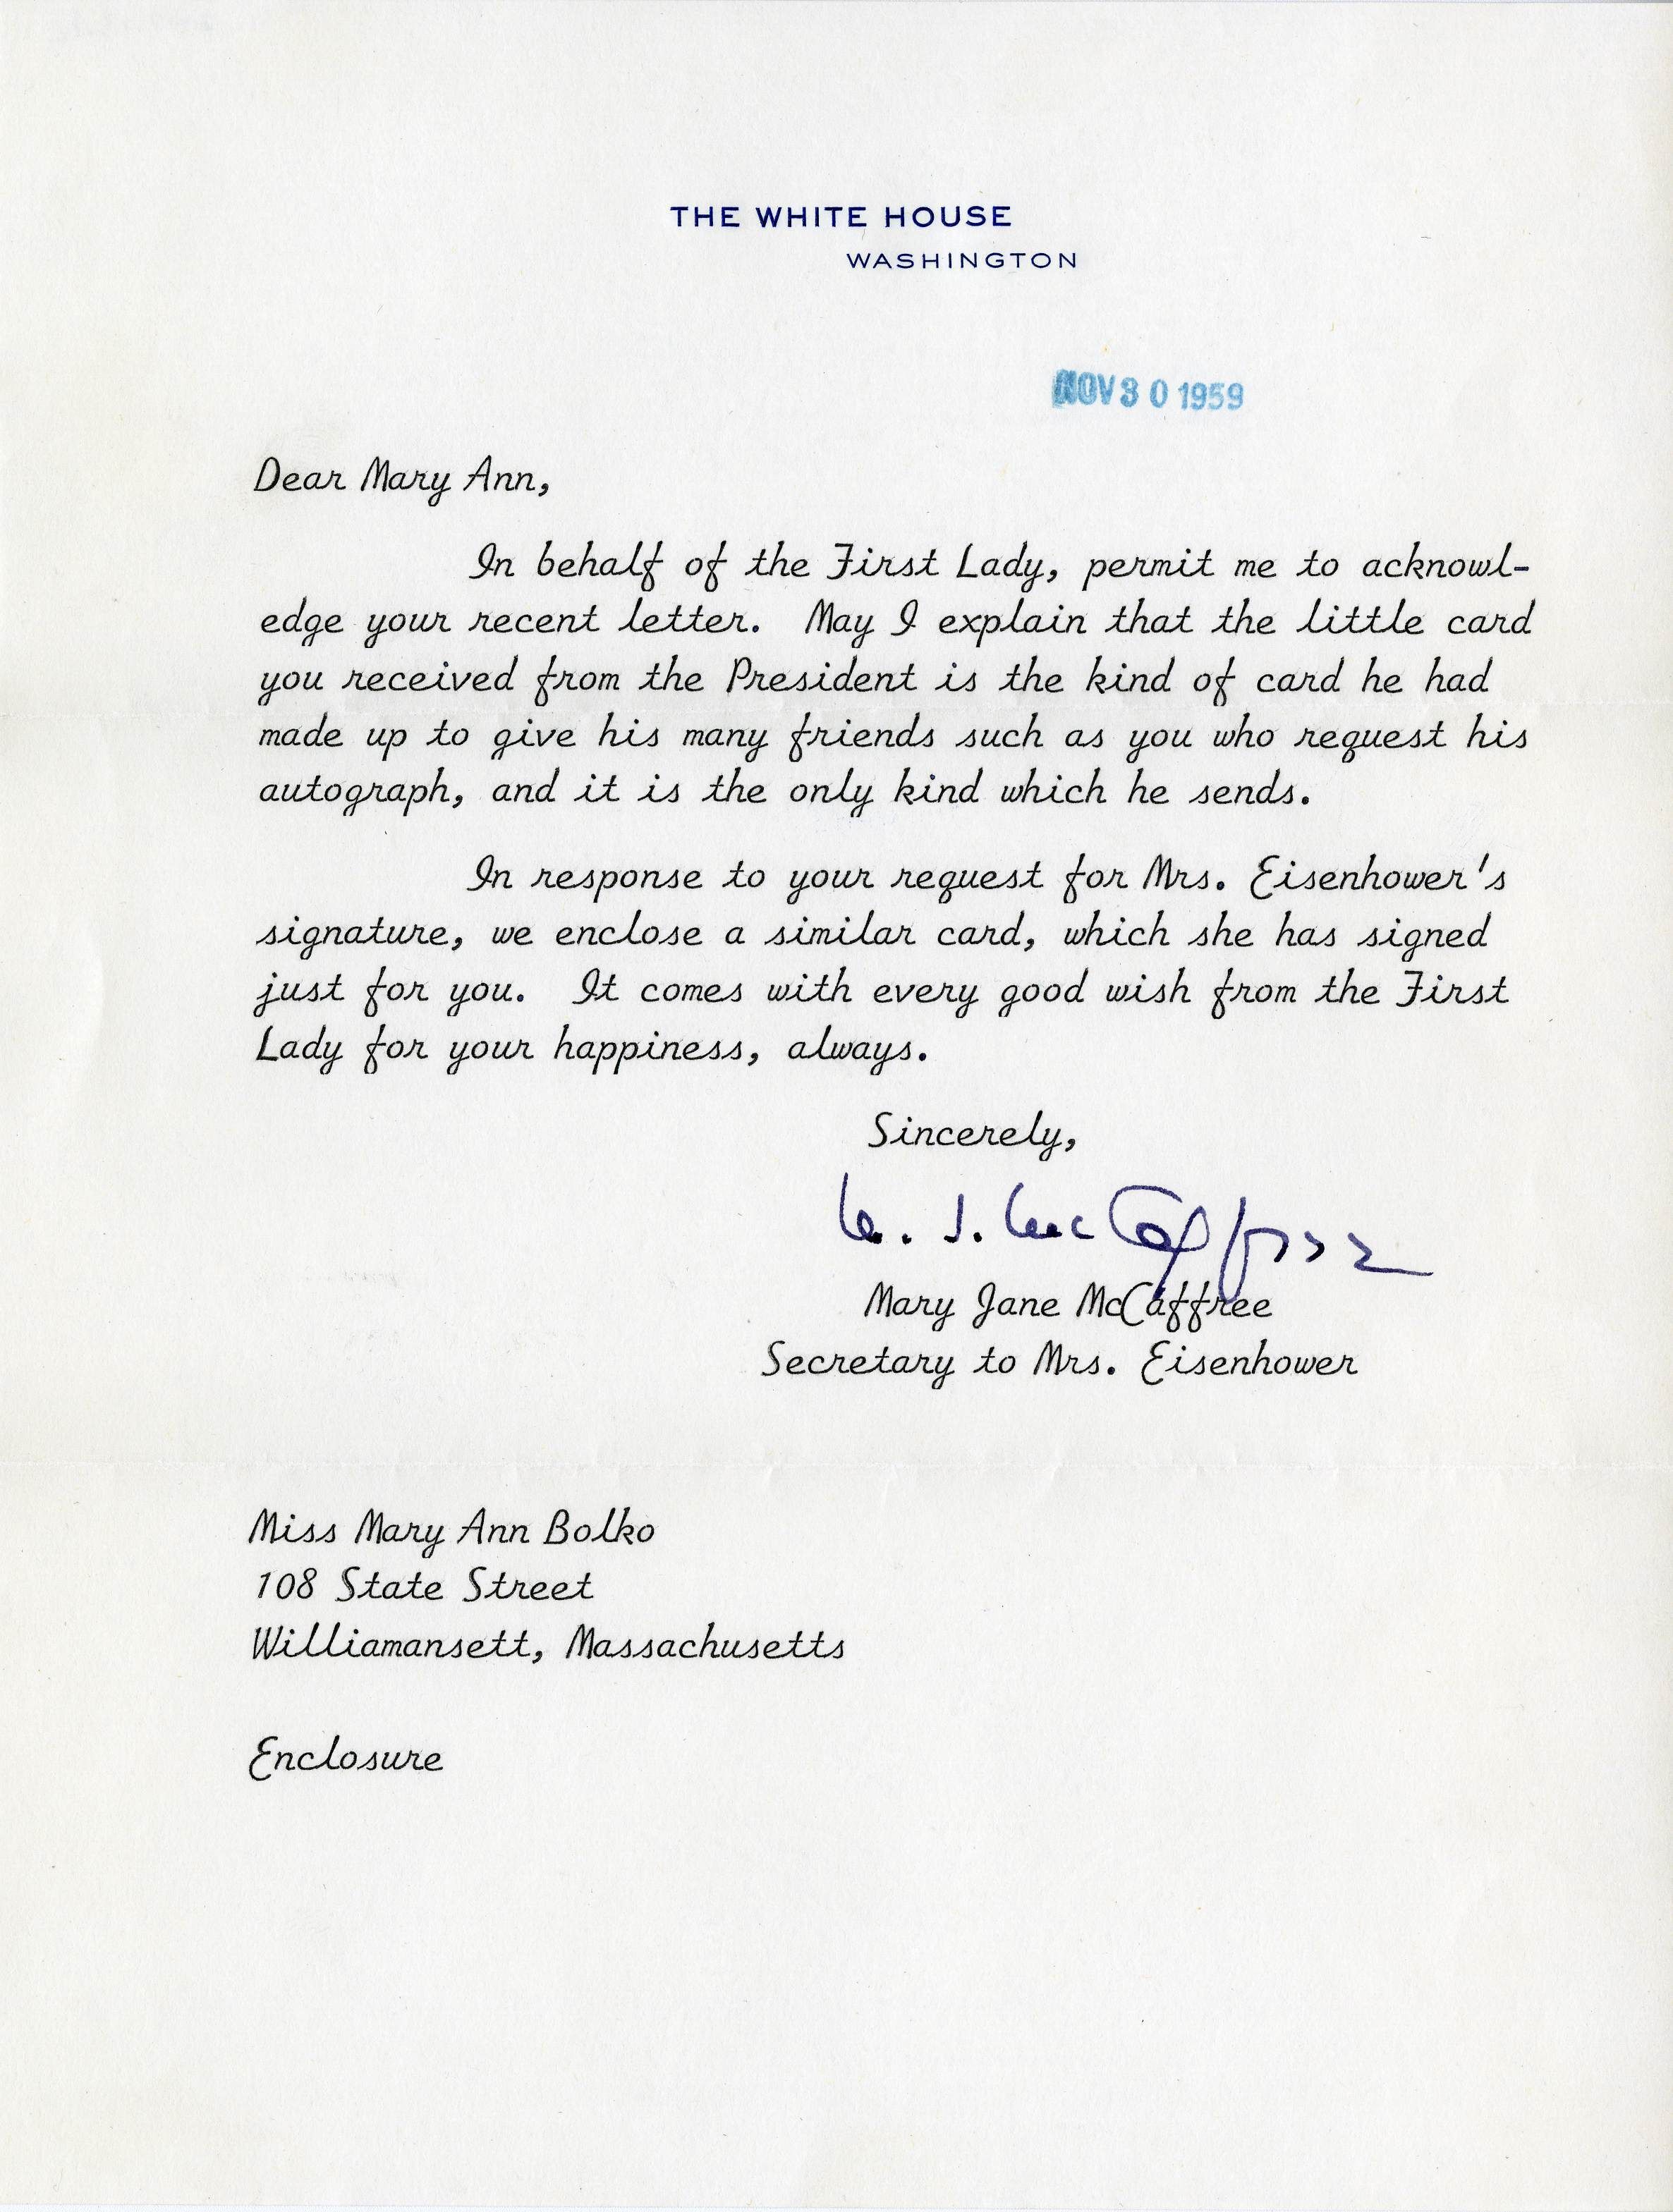 THE WHITE HOUSE
WASHINGTON
NOV 30 1959
Dear Mary Ann,
In behalf of the First Lady, permit me to acknowl-
edge your recent letter. May I explain that the little card
you received from the President is the kind of card he had
made up to give his many friends such as you who request his
autograph, and it is the only kind which he sends.
In response to your request for Mrs. Eisenhower's
signature, we enclose a similar card, which she has signed
just for you. It comes with every good wish from the First
Lady for your happiness, always.
Sincerely,
M. J. McCaffree
Mary Jane McCaffree
Secretary to Mrs. Eisenhower
Miss Mary Ann Bolko
108 State Street
Williamansett, Massachusetts
Enclosure